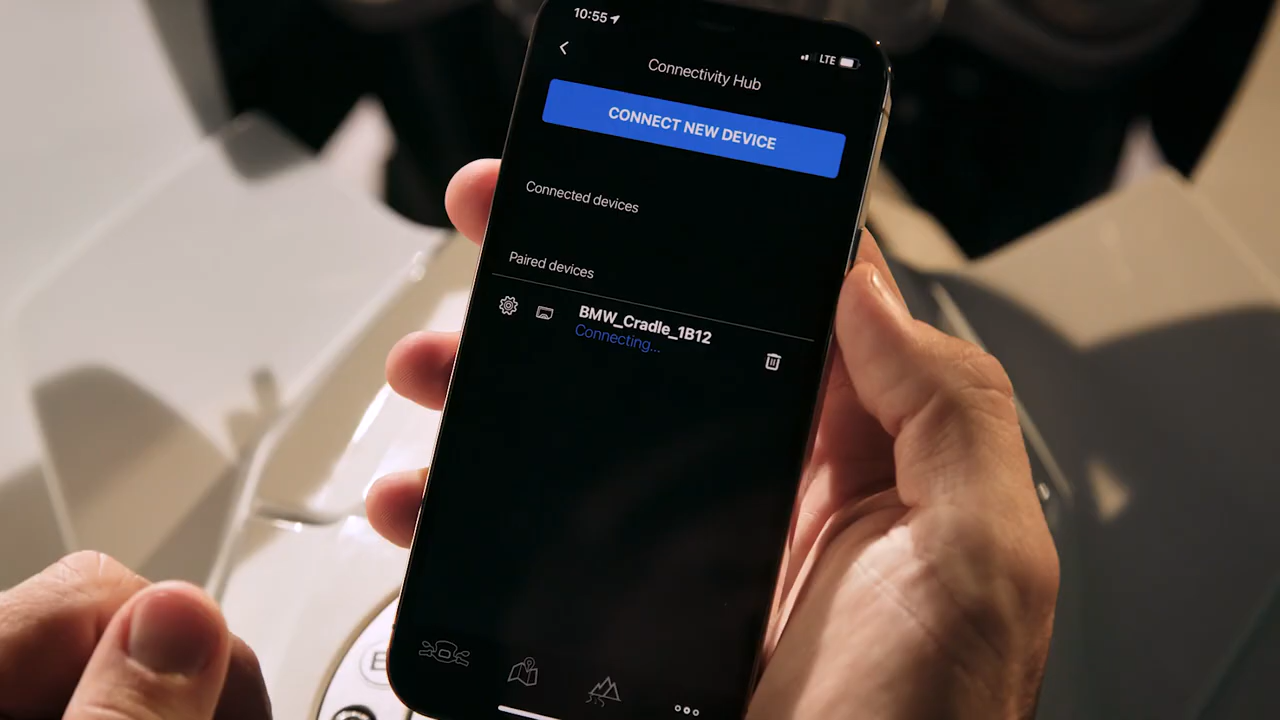 10:55
LTE
Connectivity Hub
CONNECT NEW DEVICE
Connected devices
Paired devices
BMW_Cradle_1B12
Connecting...